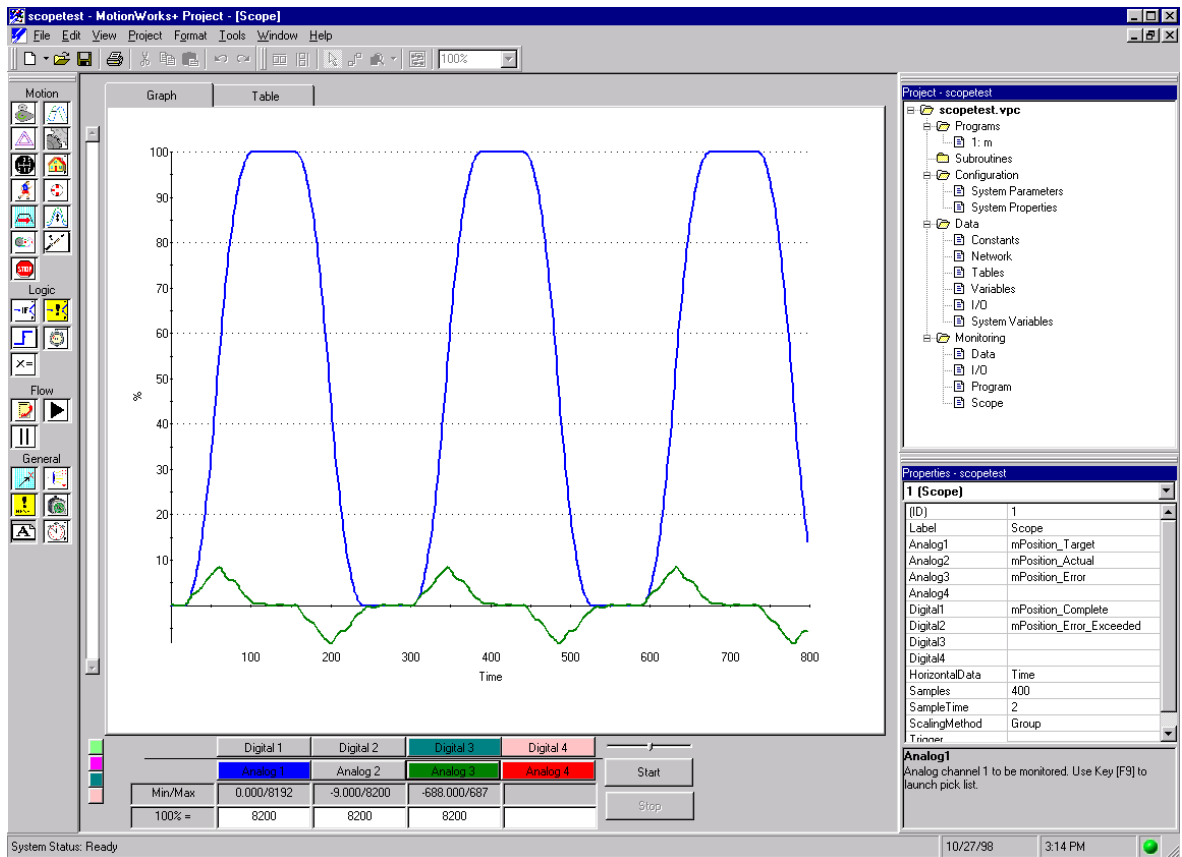 scopetest - MotionWorks+ Project - [Scope]
File Edit View Project Format Tools Window Help
100%
Motion
STOP
Logic
IF
X=
Flow
General
A
Graph Table
100
90
80
70
60
50
%
40
30
20
10
100 200 300 400 500 600 700 800
Time
Digital 1 Digital 2 Digital 3 Digital 4
Analog 1 Analog 2 Analog 3 Analog 4
Min/Max 0.000/8192 -9.000/8200 -688.000/687
100% = 8200 8200 8200
Start
Stop
Project - scopetest
scopetest.vpc
Programs
1: m
Subroutines
Configuration
System Parameters
System Properties
Data
Constants
Network
Tables
Variables
I/O
System Variables
Monitoring
Data
I/O
Program
Scope
Properties - scopetest
1 (Scope)
(ID) 1
Label Scope
Analog1 mPosition_Target
Analog2 mPosition_Actual
Analog3 mPosition_Error
Analog4
Digital1 mPosition_Complete
Digital2 mPosition_Error_Exceeded
Digital3
Digital4
HorizontalData Time
Samples 400
SampleTime 2
ScalingMethod Group
Trigger
Analog1
Analog channel 1 to be monitored. Use Key [F9] to
launch pick list.
System Status: Ready 10/27/98 3:14 PM